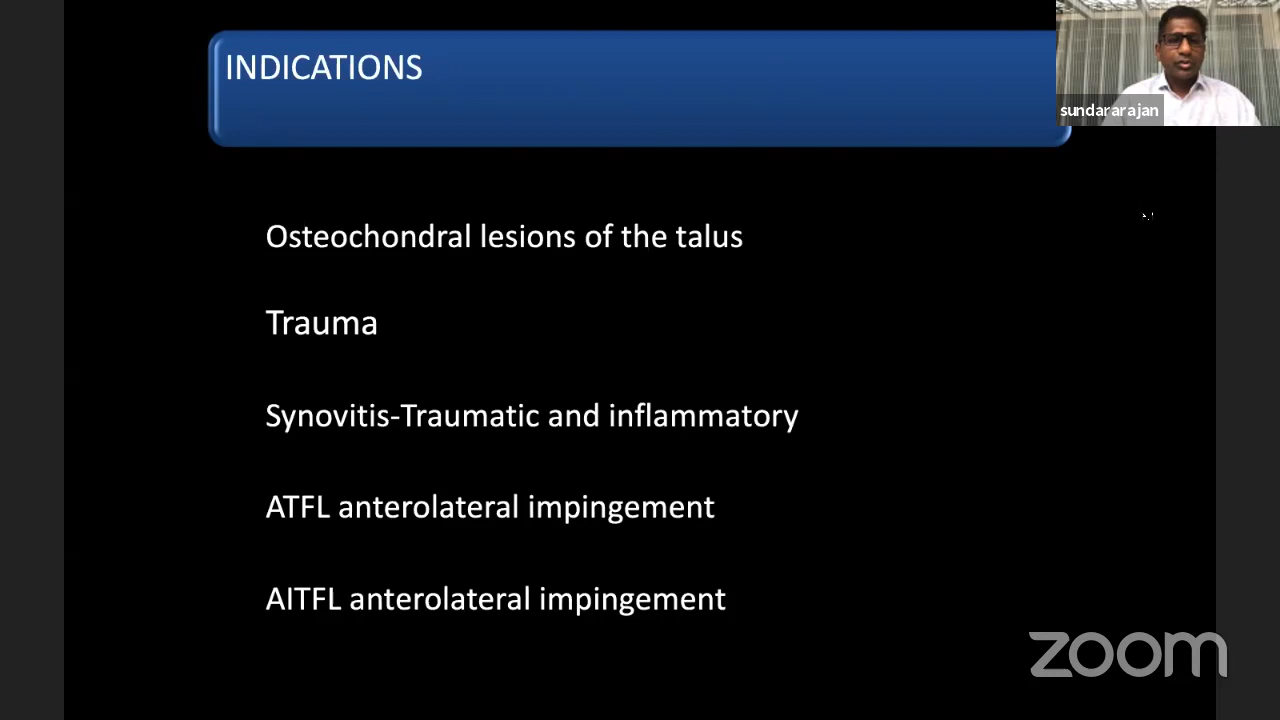 INDICATIONS
sundararajan
Osteochondral lesions of the talus
Trauma
Synovitis-Traumatic and inflammatory
ATFL anterolateral impingement
AITFL anterolateral impingement
zoom